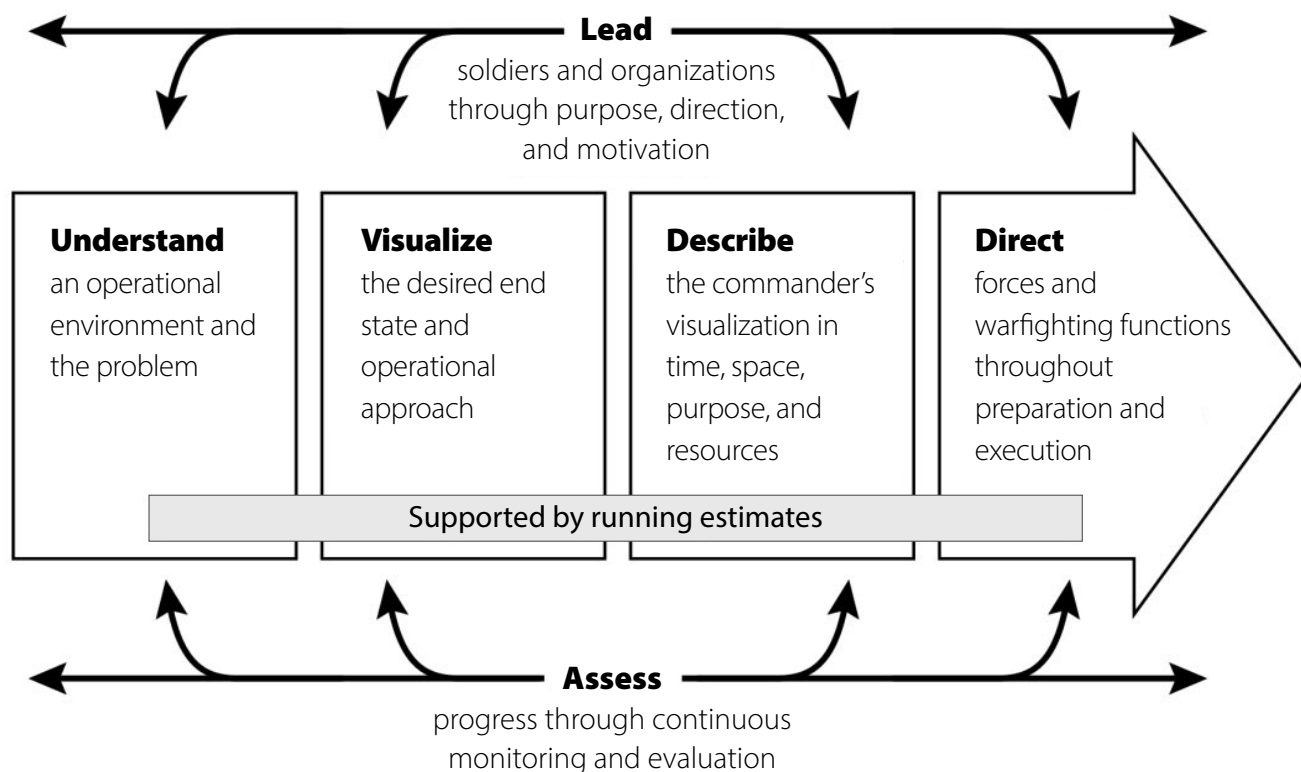 Lead
soldiers and organizations
through purpose, direction,
and motivation
Understand
an operational
environment and
the problem
Visualize
the desired end
state and
operational
approach
Describe
the commander’s
visualization in
time, space,
purpose, and
resources
Direct
forces and
warfighting functions
throughout
preparation and
execution
Supported by running estimates
Assess
progress through continuous
monitoring and evaluation